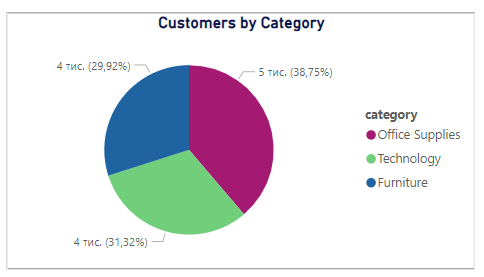 Customers by Category
4 тис. (29,92%)
5 тис. (38,75%)
4 тис. (31,32%)
category
Office Supplies
Technology
Furniture